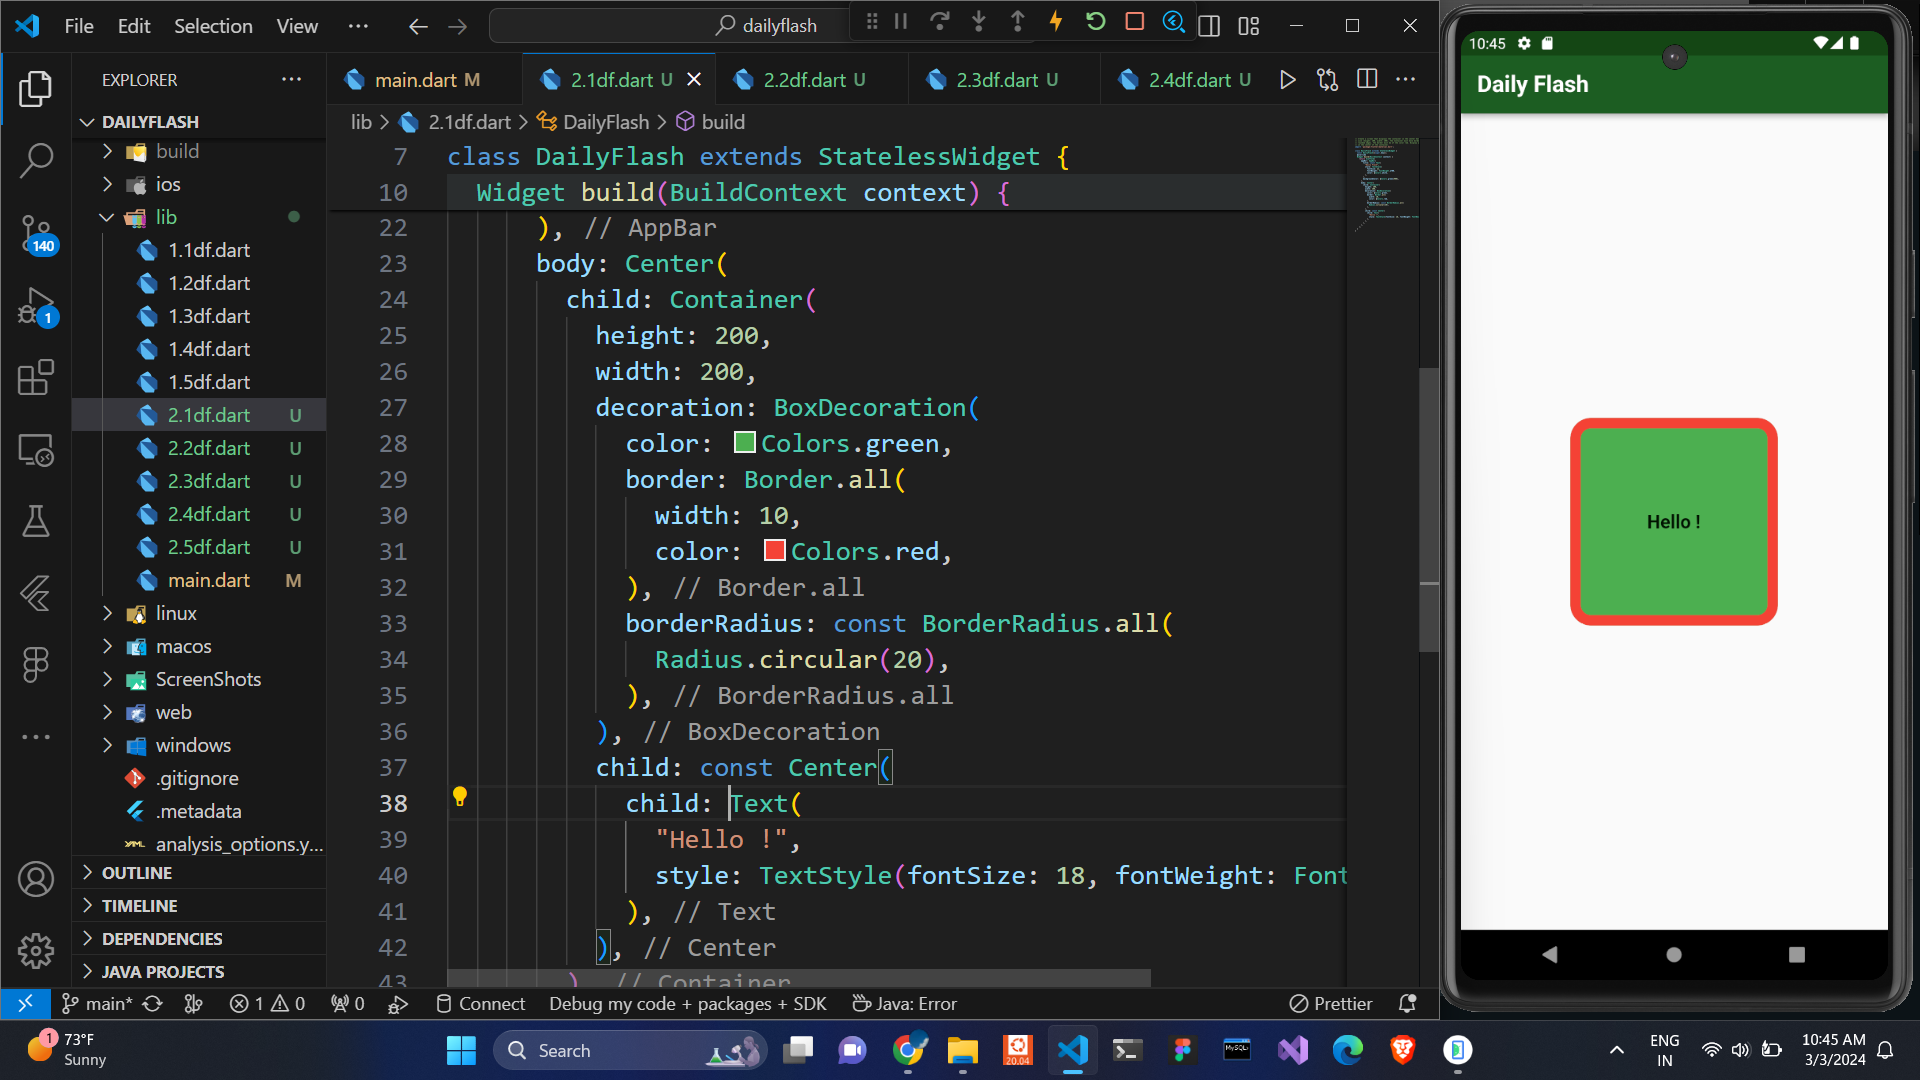 File Edit Selection View ... dailyflash
EXPLORER
DAILYFLASH
build
ios
lib
1.1df.dart
1.2df.dart
1.3df.dart
1.4df.dart
1.5df.dart
2.1df.dart U
2.2df.dart U
2.3df.dart U
2.4df.dart U
2.5df.dart U
main.dart M
linux
macos
ScreenShots
web
windows
.gitignore
.metadata
analysis_options.y...
OUTLINE
TIMELINE
DEPENDENCIES
JAVA PROJECTS
140
1
main.dart M 2.1df.dart U 2.2df.dart U 2.3df.dart U 2.4df.dart U
lib > 2.1df.dart > DailyFlash > build
7 class DailyFlash extends StatelessWidget {
10 Widget build(BuildContext context) {
22 ), // AppBar
23 body: Center(
24 child: Container(
25 height: 200,
26 width: 200,
27 decoration: BoxDecoration(
28 color: Colors.green,
29 border: Border.all(
30 width: 10,
31 color: Colors.red,
32 ), // Border.all
33 borderRadius: const BorderRadius.all(
34 Radius.circular(20),
35 ), // BorderRadius.all
36 ), // BoxDecoration
37 child: const Center(
38 child: Text(
39 "Hello !",
40 style: TextStyle(fontSize: 18, fontWeight: Font
41 ), // Text
42 ), // Center
43 ) // Container
main* 1 0 0 Connect Debug my code + packages + SDK Java: Error Prettier
10:45
Daily Flash
Hello !
1 73°F
Sunny
Search
20.04
MySQL
ENG
IN
10:45 AM
3/3/2024